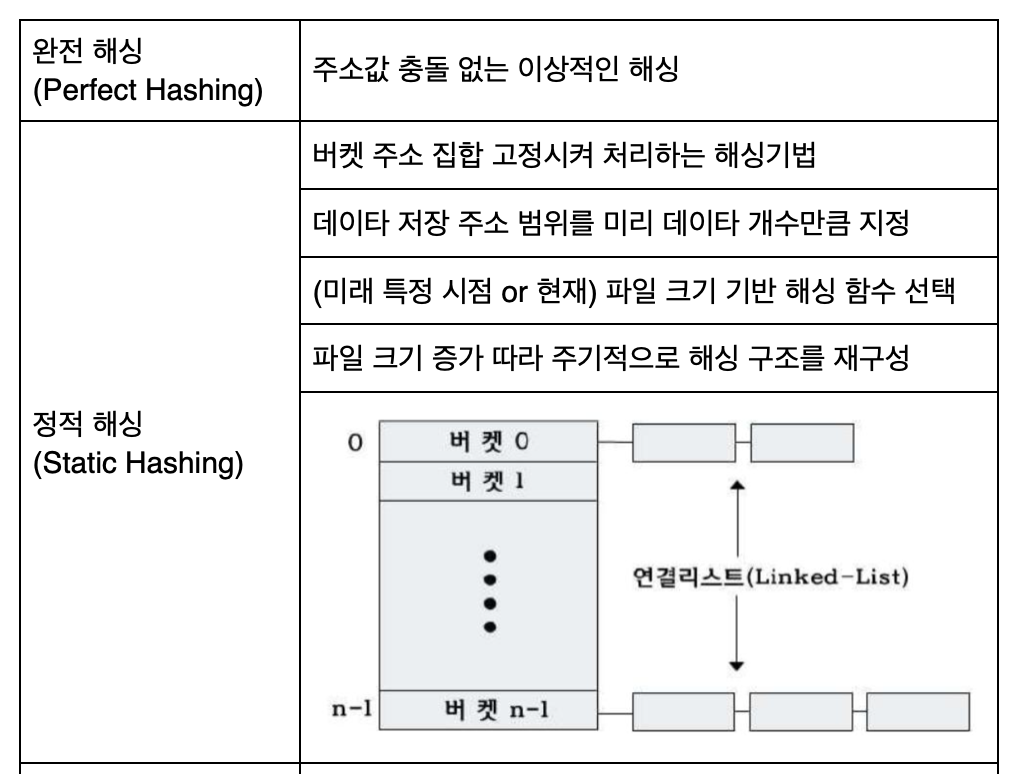 완전 해싱
(Perfect Hashing)
주소값 충돌 없는 이상적인 해싱
정적 해싱
(Static Hashing)
버켓 주소 집합 고정시켜 처리하는 해싱기법
데이타 저장 주소 범위를 미리 데이타 개수만큼 지정
(미래 특정 시점 or 현재) 파일 크기 기반 해싱 함수 선택
파일 크기 증가 따라 주기적으로 해싱 구조를 재구성
0 버켓 0
버켓 1
연결리스트(Linked-List)
n-1 버켓 n-1